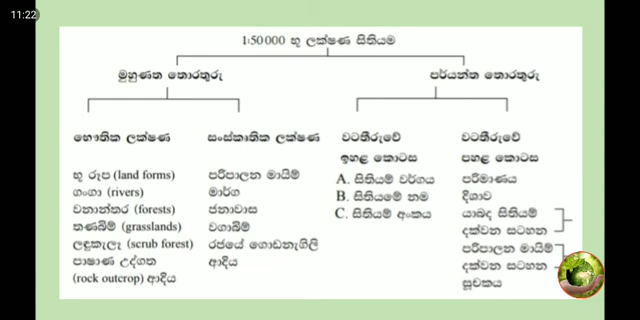 11:22
1:50000 භූ ලක්ෂණ සිතියම
මුහුණත තොරතුරු
පර්යන්ත තොරතුරු
භෞතික ලක්ෂණ
සංස්කෘතික ලක්ෂණ
වටතීරුවේ
ඉහළ කොටස
වටතීරුවේ
පහළ කොටස
භූ රූප (land forms)
ගංගා (rivers)
වනාන්තර (forests)
තණබිම් (grasslands)
ලඳුකැලෑ (scrub forest)
පාෂාණ උද්ගත
(rock outcrop) ආදිය
පරිපාලන මායිම්
මාර්ග
ජනාවාස
වගාබිම්
රජයේ ගොඩනැගිලි
ආදිය
A. සිතියම් වර්ගය
B. සිතියමේ නම
C. සිතියම් අංකය
පරිමාණය
දිශාව
යාබද සිතියම්
දක්වන සටහන
පරිපාලන මායිම්
දක්වන සටහන
සූචකය